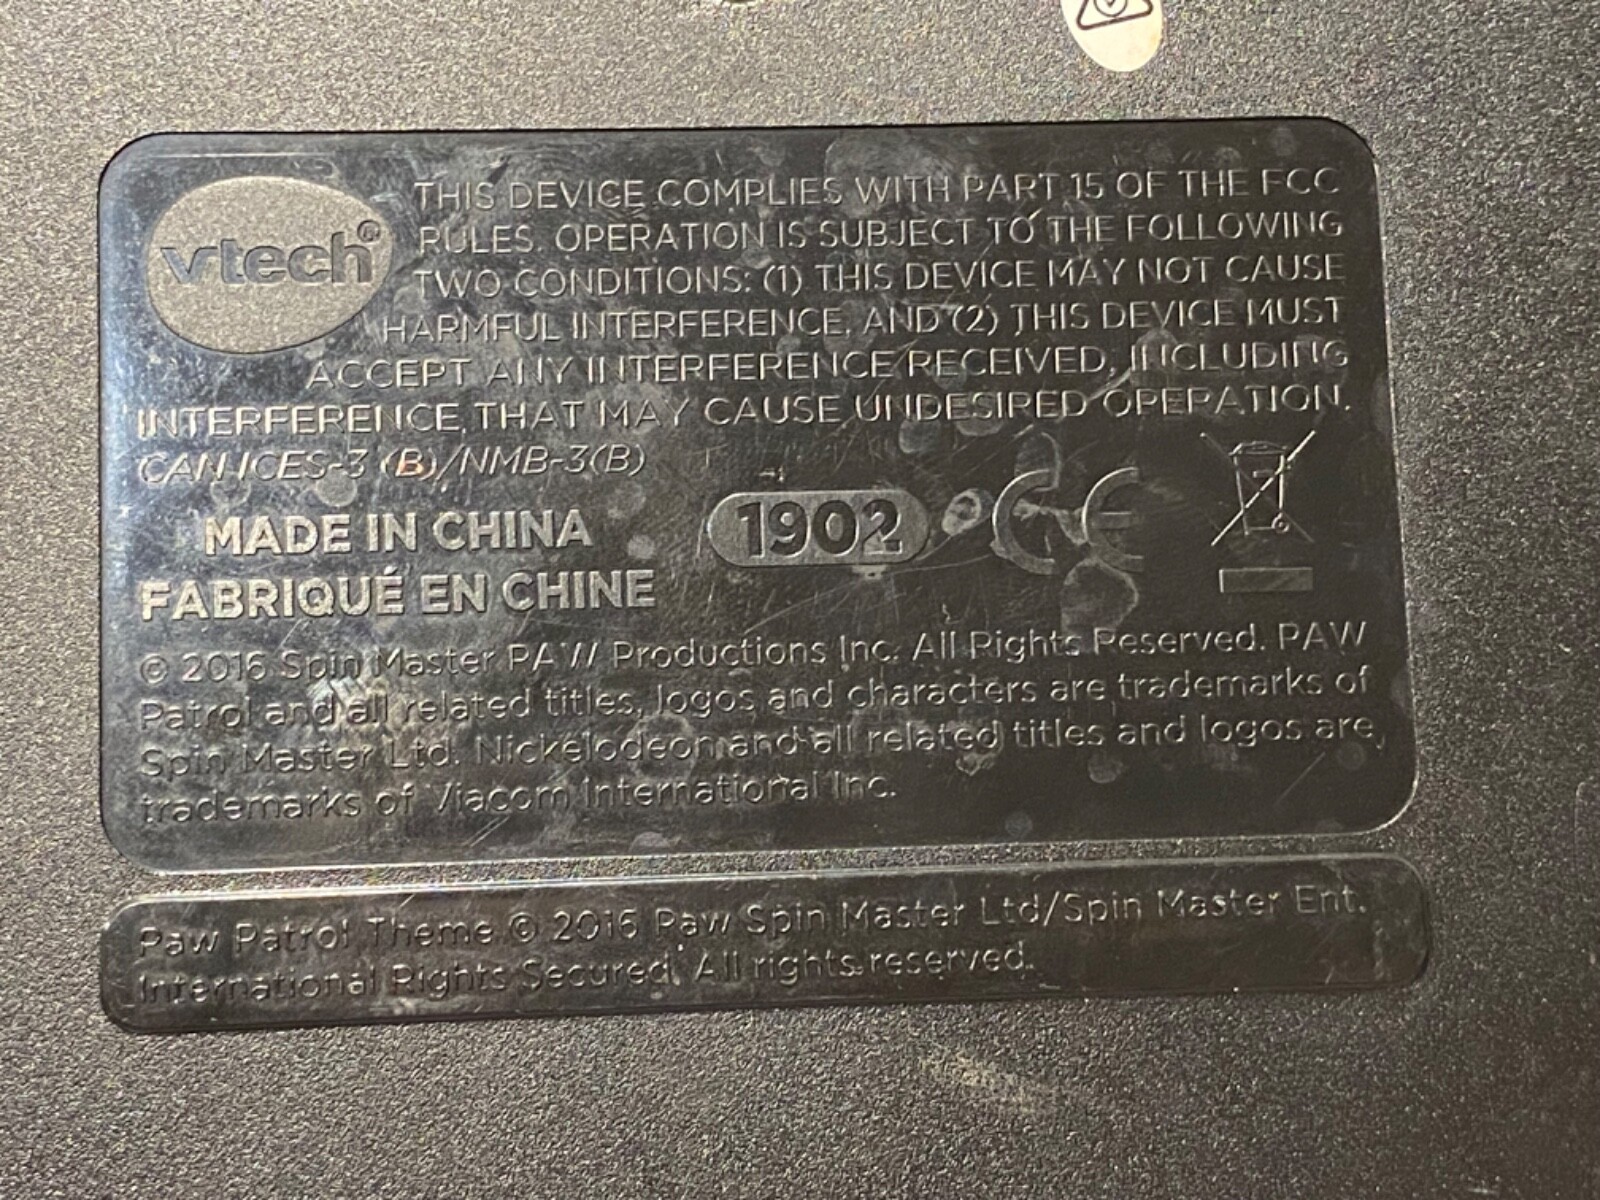 vtech®
THIS DEVICE COMPLIES WITH PART 15 OF THE FCC
RULES. OPERATION IS SUBJECT TO THE FOLLOWING
TWO CONDITIONS: (1) THIS DEVICE MAY NOT CAUSE
HARMFUL INTERFERENCE, AND (2) THIS DEVICE MUST
ACCEPT ANY INTERFERENCE RECEIVED, INCLUDING
INTERFERENCE THAT MAY CAUSE UNDESIRED OPERATION.
CAN ICES-3 (B)/NMB-3(B)
MADE IN CHINA
FABRIQUÉ EN CHINE
1902
CE
© 2016 Spin Master PAW Productions Inc. All Rights Reserved. PAW
Patrol and all related titles, logos and characters are trademarks of
Spin Master Ltd. Nickelodeon and all related titles and logos are
trademarks of Viacom International Inc.
Paw Patrol Theme © 2016 Paw Spin Master Ltd/Spin Master Ent.
International Rights Secured. All rights reserved.